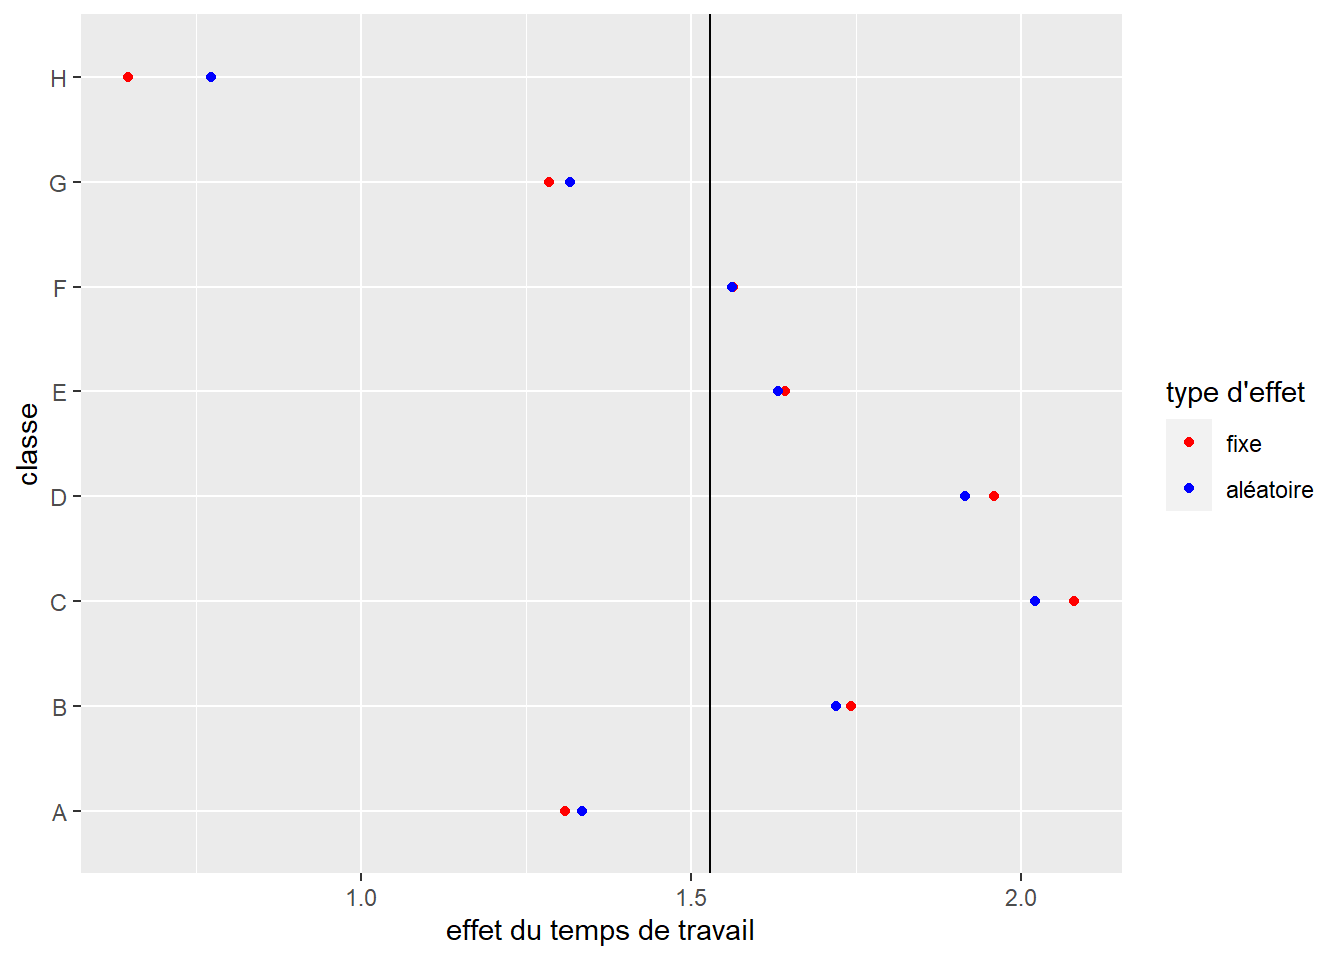 H
G
F
E
D
C
B
A
classe
1.0 1.5 2.0
effet du temps de travail
type d'effet
fixe
aléatoire